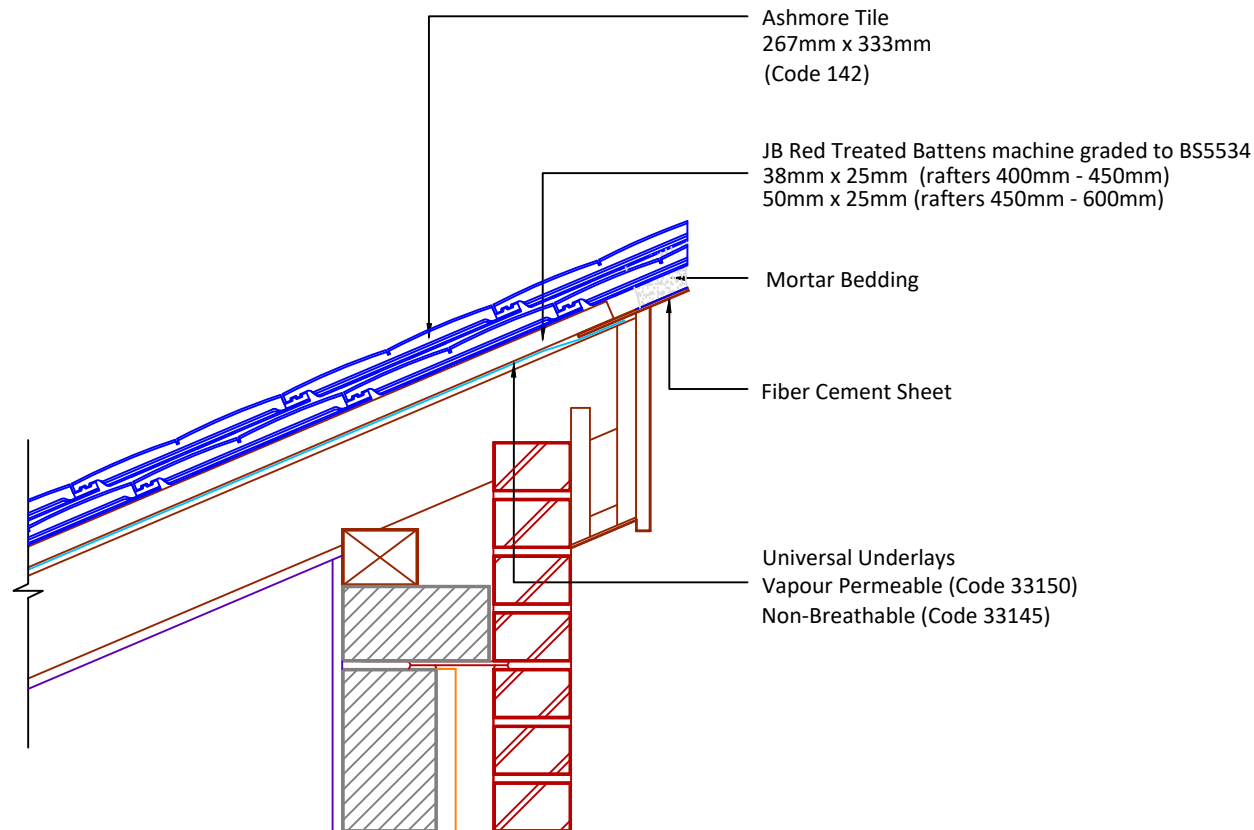 Ashmore Tile
267mm x 333mm
(Code 142)
JB Red Treated Battens machine graded to BS5534
38mm x 25mm (rafters 400mm - 450mm)
50mm x 25mm (rafters 450mm - 600mm)
Mortar Bedding
Fiber Cement Sheet
Universal Underlays
Vapour Permeable (Code 33150)
Non-Breathable (Code 33145)